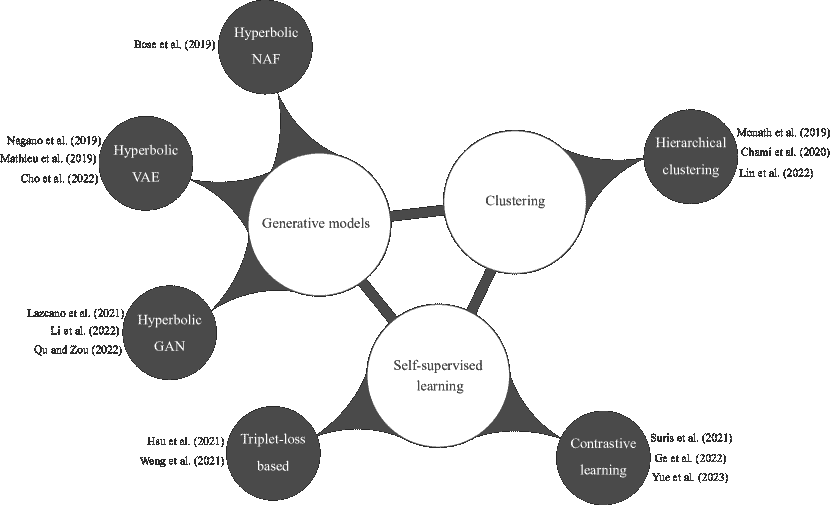 Hyperbolic
NAF
Bose et al. (2019)
Hyperbolic
VAE
Nagano et al. (2019)
Mathieu et al. (2019)
Cho et al. (2022)
Generative models
Clustering
Hierarchical
clustering
Monath et al. (2019)
Chami et al. (2020)
Lin et al. (2022)
Hyperbolic
GAN
Lazcano et al. (2021)
Li et al. (2022)
Qu and Zou (2022)
Self-supervised
learning
Triplet-loss
based
Hsu et al. (2021)
Weng et al. (2021)
Contrastive
learning
Suris et al. (2021)
Ge et al. (2022)
Yue et al. (2023)